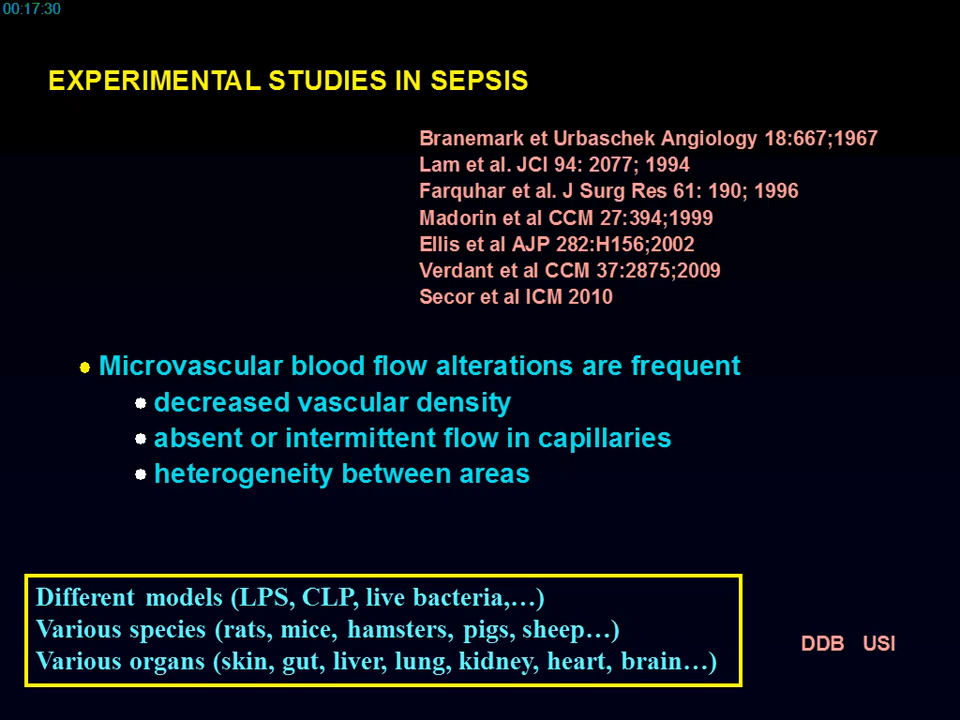 00:17:30
EXPERIMENTAL STUDIES IN SEPSIS
Branemark et Urbaschek Angiology 18:667;1967
Lam et al. JCI 94: 2077; 1994
Farquhar et al. J Surg Res 61: 190; 1996
Madorin et al CCM 27:394;1999
Ellis et al AJP 282:H156;2002
Verdant et al CCM 37:2875;2009
Secor et al ICM 2010
Microvascular blood flow alterations are frequent
decreased vascular density
absent or intermittent flow in capillaries
heterogeneity between areas
Different models (LPS, CLP, live bacteria,…)
Various species (rats, mice, hamsters, pigs, sheep…)
Various organs (skin, gut, liver, lung, kidney, heart, brain…)
DDB USI